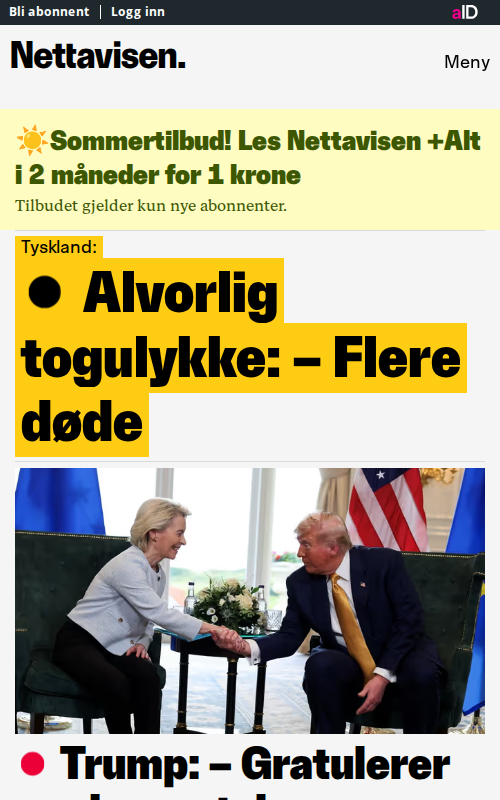 Bli abonnent | Logg inn
aID
Nettavisen.
Meny
Sommertilbud! Les Nettavisen +Alt
i 2 måneder for 1 krone
Tilbudet gjelder kun nye abonnenter.
Tyskland:
Alvorlig
togulykke: – Flere
døde
Trump: – Gratulerer